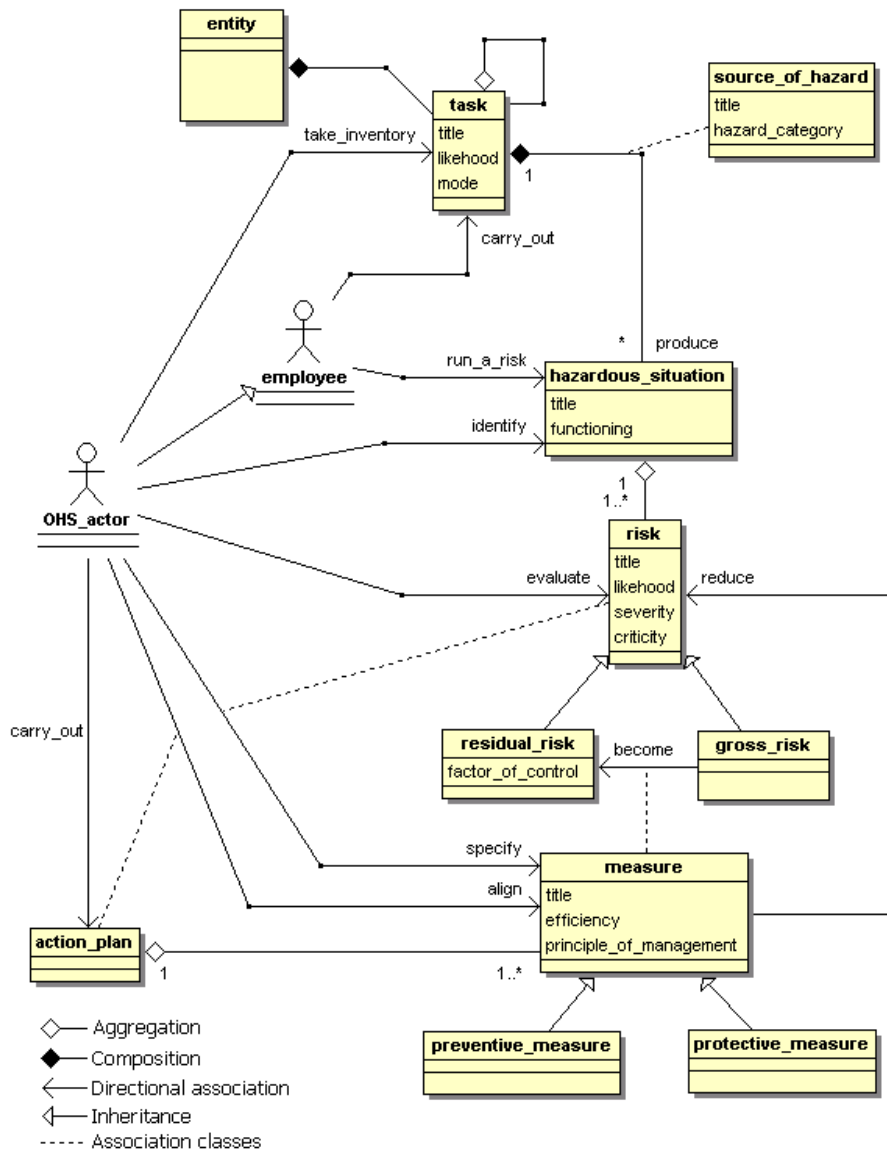 entity
source_of_hazard
title
hazard_category
task
title
likehood
mode
take_inventory
1
carry_out
employee
run_a_risk
* produce
hazardous_situation
title
functioning
identify
OHS_actor
1
1..*
risk
title
likehood
severity
criticity
evaluate
reduce
carry_out
residual_risk
factor_of_control
become
gross_risk
specify
align
measure
title
efficiency
principle_of_management
action_plan
1
1..*
preventive_measure
protective_measure
Aggregation
Composition
Directional association
Inheritance
Association classes